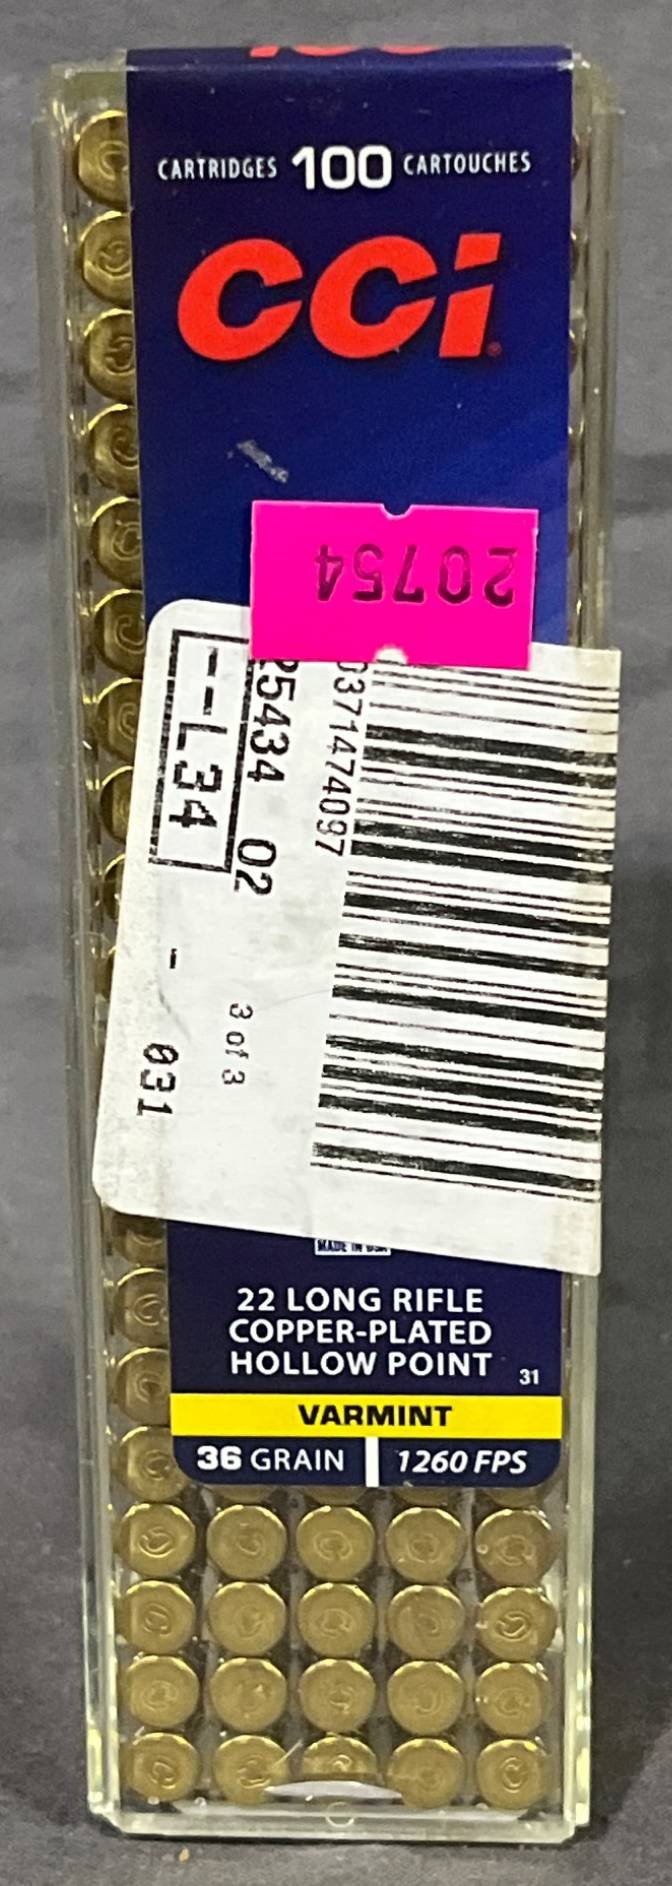 CARTRIDGES 100 CARTOUCHES
CCI
20754
0371474097
25434 02
--L34
3 of 3
- 031
MADE IN USA
22 LONG RIFLE
COPPER-PLATED
HOLLOW POINT 31
VARMINT
36 GRAIN 1260 FPS